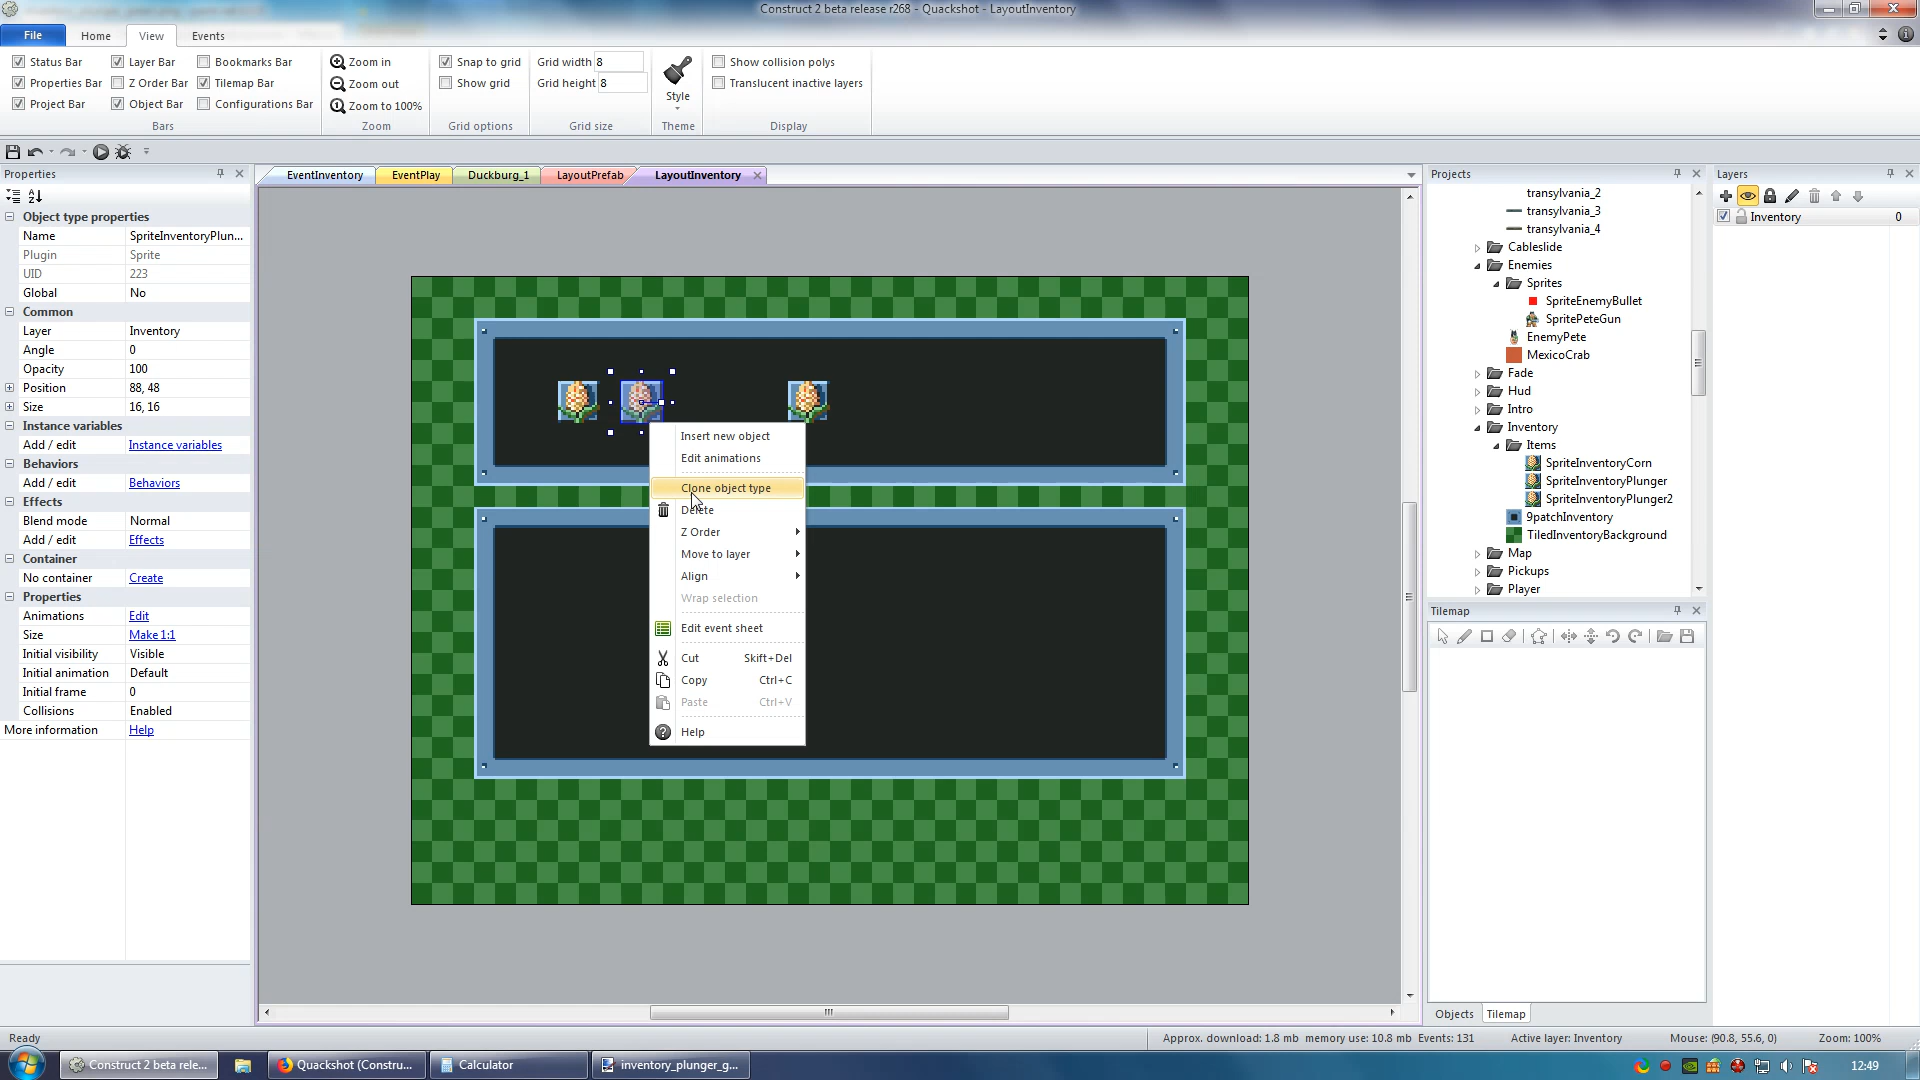 Construct 2 beta release r268 - Quackshot - LayoutInventory
File Home View Events
Status Bar Layer Bar Bookmarks Bar
Properties Bar Z Order Bar Tilemap Bar
Project Bar Object Bar Configurations Bar
Bars
Zoom in
Zoom out
Zoom to 100%
Zoom
Snap to grid
Show grid
Grid options
Grid width 8
Grid height 8
Grid size
Style
Theme
Show collision polys
Translucent inactive layers
Display
Properties
Object type properties
Name SpriteInventoryPlun...
Plugin Sprite
UID 223
Global No
Common
Layer Inventory
Angle 0
Opacity 100
Position 88, 48
Size 16, 16
Instance variables
Add / edit Instance variables
Behaviors
Add / edit Behaviors
Effects
Blend mode Normal
Add / edit Effects
Container
No container Create
Properties
Animations Edit
Size Make 1:1
Initial visibility Visible
Initial animation Default
Initial frame 0
Collisions Enabled
More information Help
EventInventory EventPlay Duckburg_1 LayoutPrefab LayoutInventory
Insert new object
Edit animations
Clone object type
Delete
Z Order
Move to layer
Align
Wrap selection
Edit event sheet
Cut Skift+Del
Copy Ctrl+C
Paste Ctrl+V
Help
Projects
transylvania_2
transylvania_3
transylvania_4
Cableslide
Enemies
Sprites
SpriteEnemyBullet
SpritePeteGun
EnemyPete
MexicoCrab
Fade
Hud
Intro
Inventory
Items
SpriteInventoryCorn
SpriteInventoryPlunger
SpriteInventoryPlunger2
9patchInventory
TiledInventoryBackground
Map
Pickups
Player
Tilemap
Objects Tilemap
Layers
Inventory 0
Ready
Approx. download: 1.8 mb memory use: 10.8 mb Events: 131 Active layer: Inventory Mouse: (90.8, 55.6, 0) Zoom: 100%
Construct 2 beta rele... Quackshot (Constru... Calculator inventory_plunger_g... 12:49